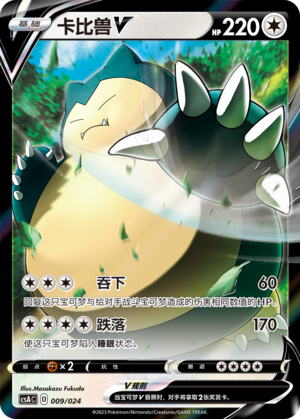 基础 卡比兽V HP220
吞下 60
回复这只宝可梦与给对手战斗宝可梦造成的伤害相同数值的HP。
跌落 170
使这只宝可梦陷入睡眠状态。
弱点 ×2 抗性 撤退
Illus. Masakazu Fukuda
csAC D 009/024
V规则
当宝可梦V昏厥时，对手将拿取2张奖赏卡。
©2023 Pokémon/Nintendo/Creatures/GAME FREAK.